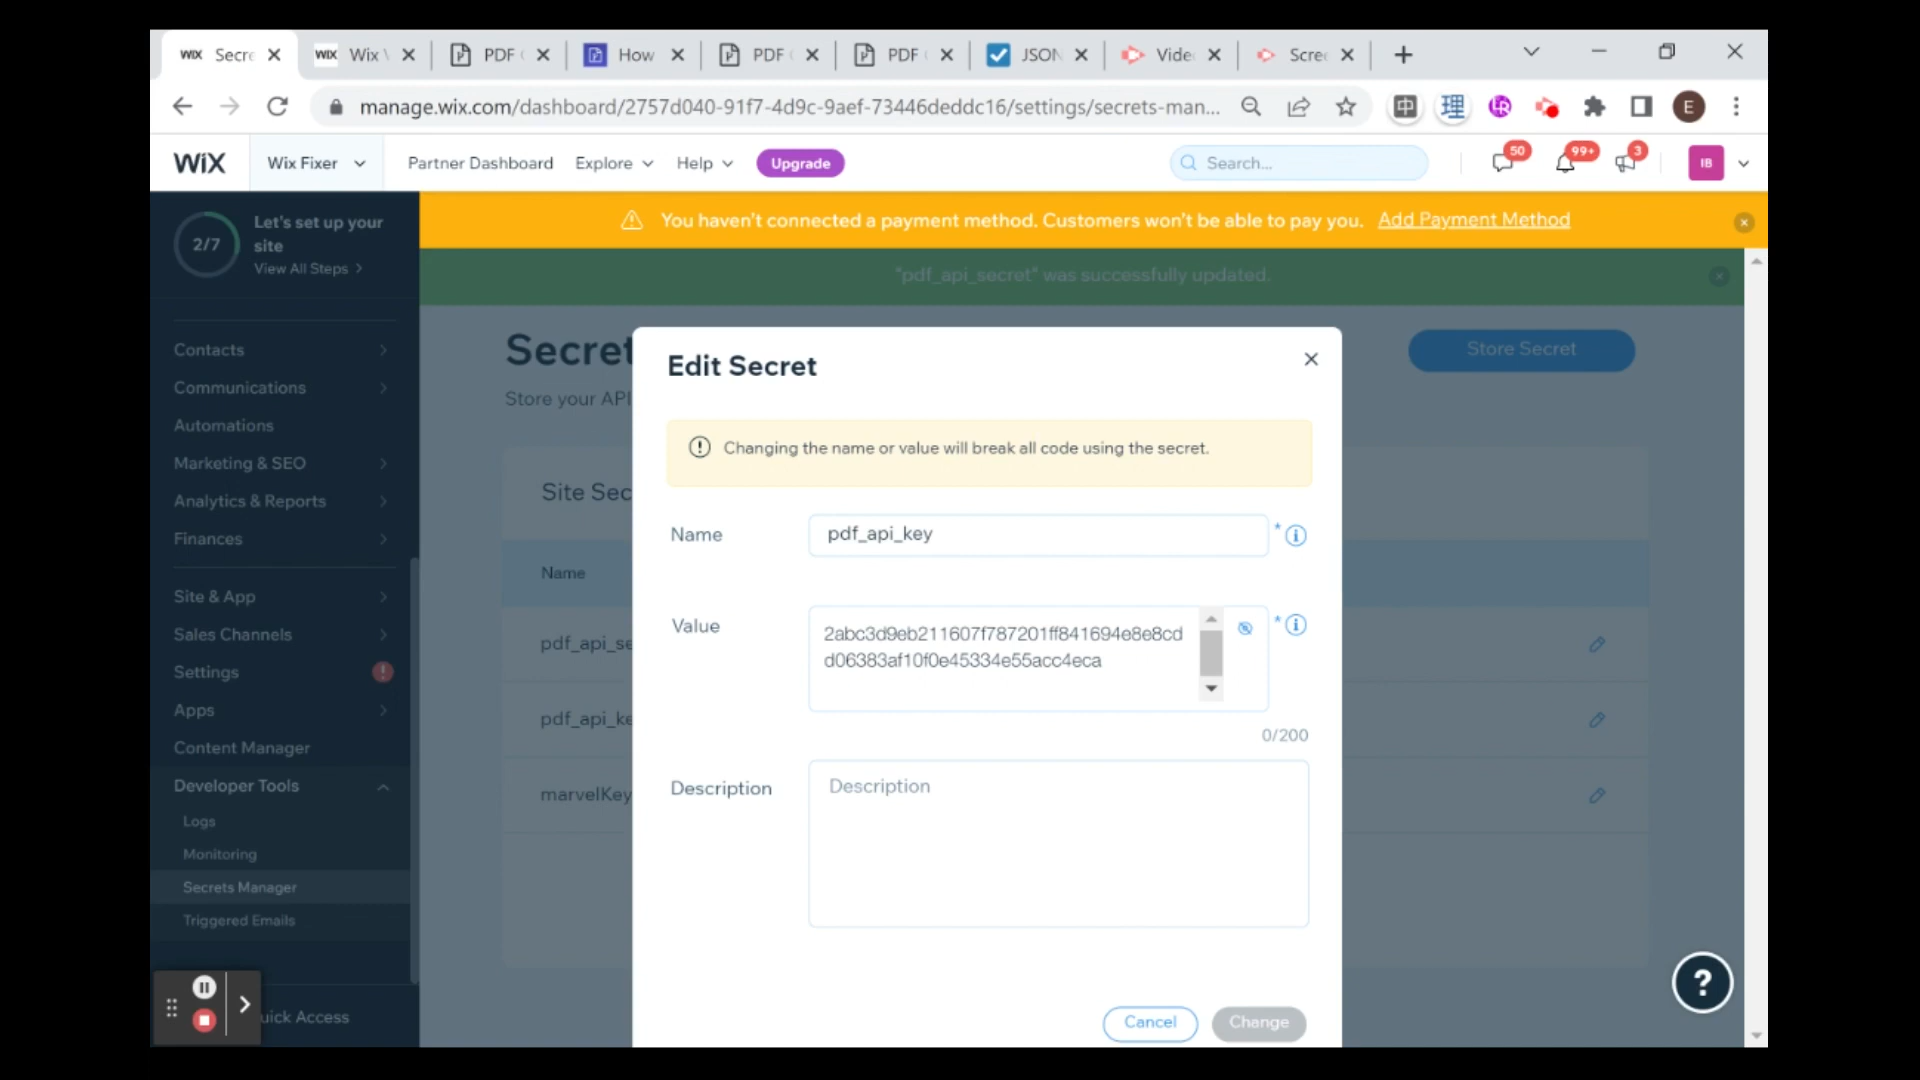 WIX Secre
WIX Wix
PDF
How
PDF
PDF
JSON
Vide
Scree
manage.wix.com/dashboard/2757d040-91f7-4d9c-9aef-73446deddc16/settings/secrets-man...
中
理
E
WIX
Wix Fixer
Partner Dashboard
Explore
Help
Upgrade
Search...
50
99+
3
IB
2/7
Let's set up your
site
View All Steps >
You haven't connected a payment method. Customers won't be able to pay you. Add Payment Method
"pdf_api_secret" was successfully updated.
Contacts
Communications
Automations
Marketing & SEO
Analytics & Reports
Finances
Site & App
Sales Channels
Settings
Apps
Content Manager
Developer Tools
Logs
Monitoring
Secrets Manager
Triggered Emails
uick Access
Secret
Store your API
Store Secret
Site Sec
Name
pdf_api_se
pdf_api_ke
marvelKey
Edit Secret
Changing the name or value will break all code using the secret.
Name
pdf_api_key
*
Value
2abc3d9eb211607f787201ff841694e8e8cd
d06383af10f0e45334e55acc4eca
*
0/200
Description
Description
Cancel
Change
?